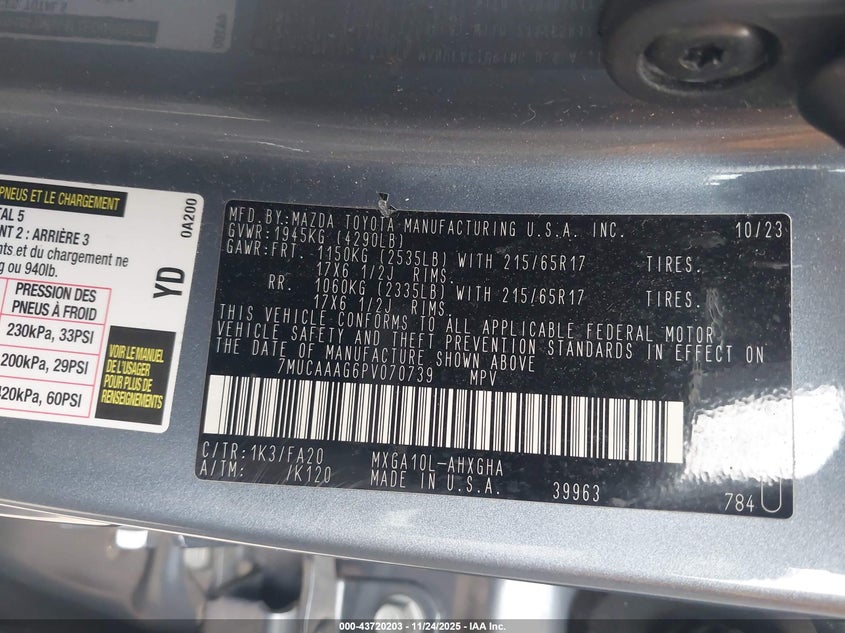 PNEUS ET LE CHARGEMENT
TAL 5
NT 2 : ARRIÈRE 3
ents et du chargement ne
g ou 940lb.
0A200
YD
PRESSION DES
PNEUS À FROID
230kPa, 33PSI
200kPa, 29PSI
420kPa, 60PSI
VOIR LE MANUEL
DE L'USAGER
POUR PLUS DE
RENSEIGNEMENTS
MFD.BY:MAZDA TOYOTA MANUFACTURING U.S.A. INC. 10/23
GVWR:1945KG (4290LB)
GAWR:FRT. 1150KG (2535LB) WITH 215/65R17 TIRES.
17X6 1/2J RIMS.
RR. 1060KG (2335LB) WITH 215/65R17 TIRES.
17X6 1/2J RIMS.
THIS VEHICLE CONFORMS TO ALL APPLICABLE FEDERAL MOTOR
VEHICLE SAFETY AND THEFT PREVENTION STANDARDS IN EFFECT ON
THE DATE OF MANUFACTURE SHOWN ABOVE
7MUCAAAG6PV070739 MPV
C/TR:1K3/FA20 MXGA10L-AHXGHA
A/TM: /K120 MADE IN U.S.A. 39963 784
000-43720203 - 11/24/2025 - IAA Inc.